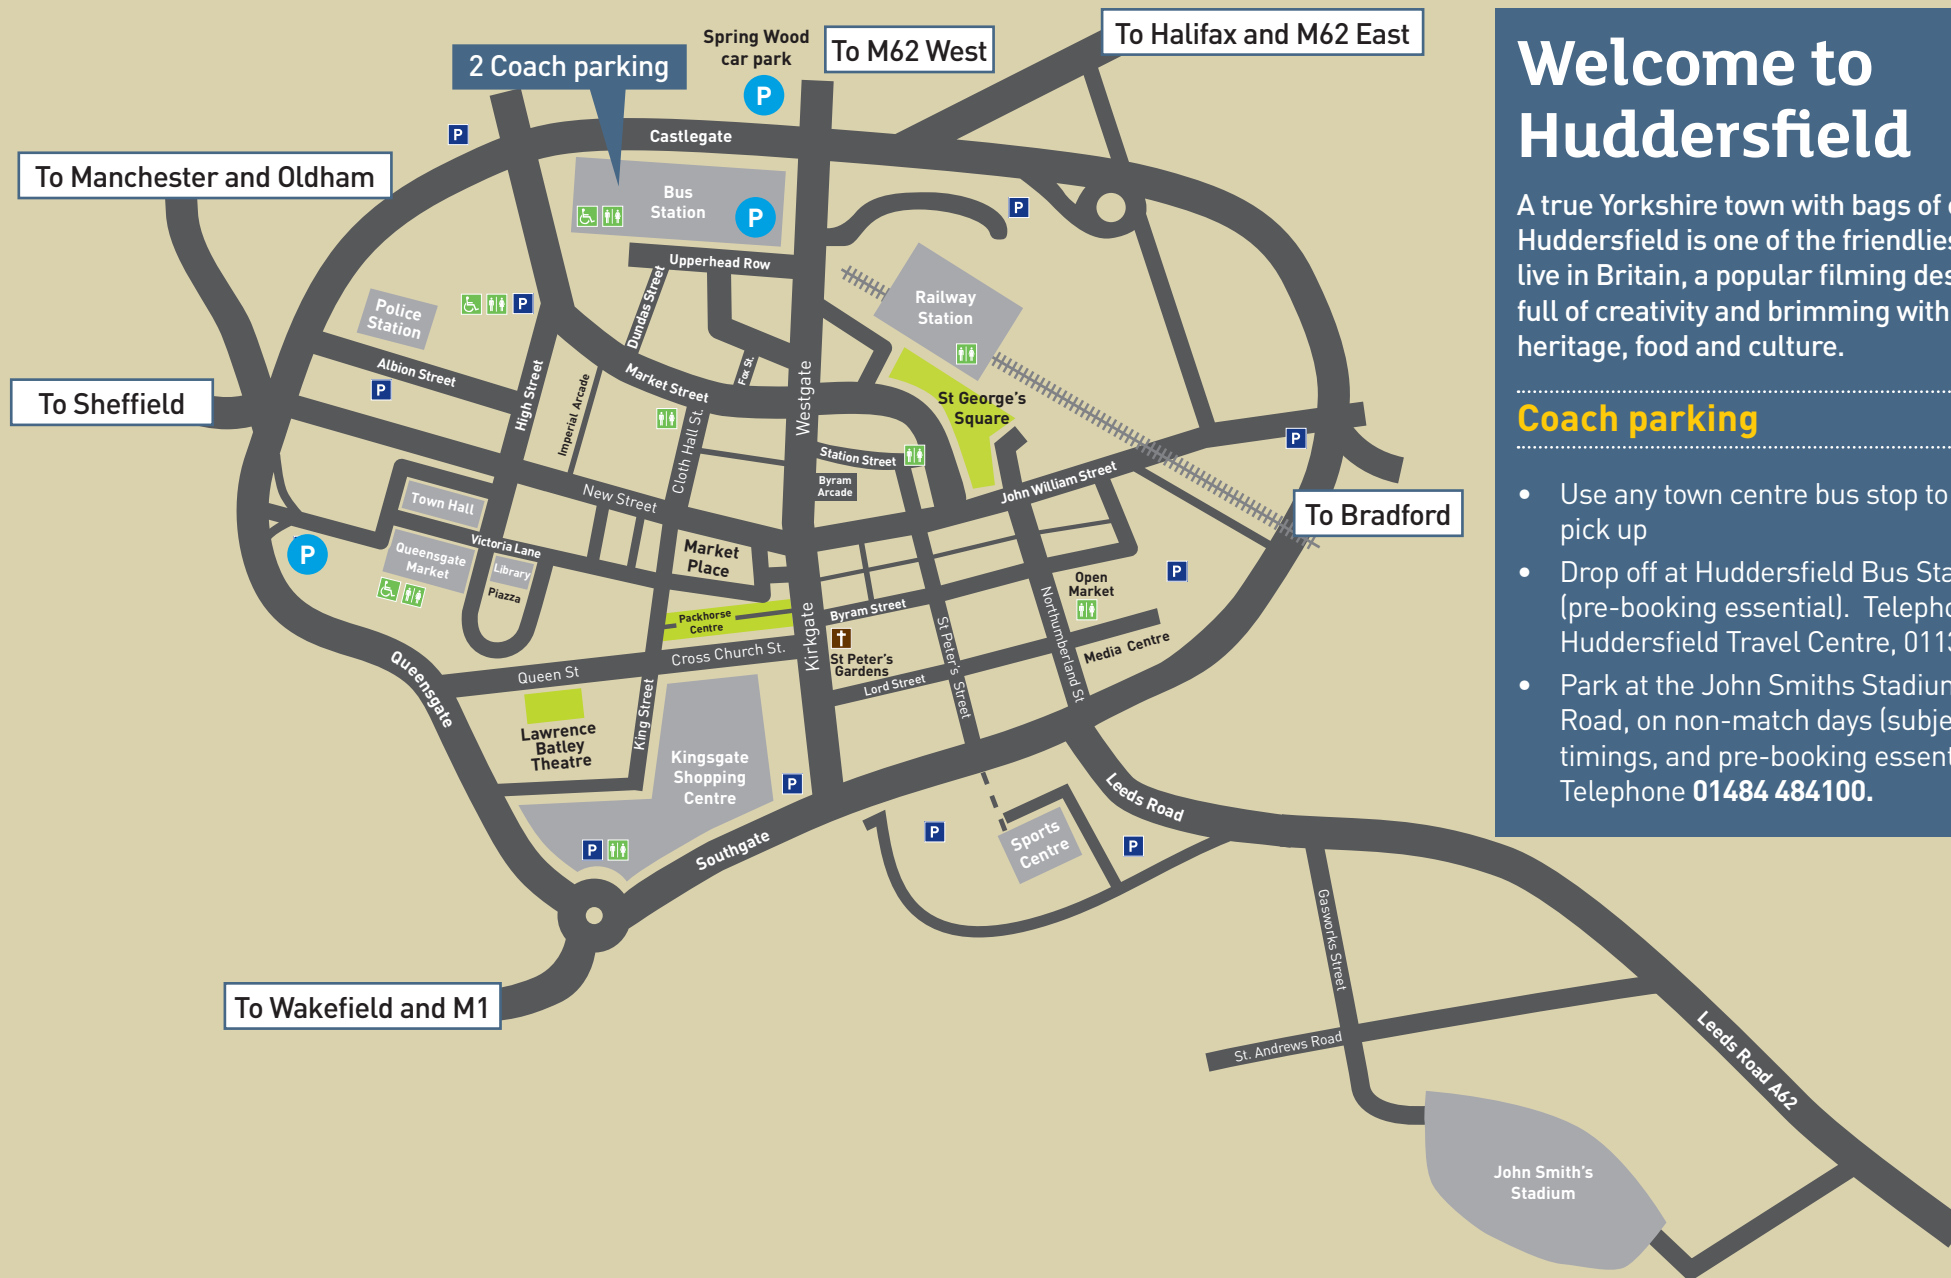 Spring Wood
car park
To M62 West
To Halifax and M62 East
2 Coach parking
P
P
Castlegate
To Manchester and Oldham
Bus
Station
P
P
Upperhead Row
Dundas Street
Railway
Station
Police
Station
P
Albion Street
P
High Street
Imperial Arcade
Market Street
Fox St.
Westgate
St George's
Square
To Sheffield
Cloth Hall St.
Station Street
P
Byram
Arcade
John William Street
New Street
Town Hall
To Bradford
Victoria Lane
Queensgate
Market
Library
Piazza
P
Market
Place
Open
Market
P
Packhorse
Centre
Byram Street
Kirkgate
St Peter's
Gardens
Cross Church St.
Queen St
Lord Street
St Peter's Street
Northumberland St.
Media Centre
Queensgate
King Street
Lawrence
Batley
Theatre
Kingsgate
Shopping
Centre
P
P
Southgate
Leeds Road
P
Sports
Centre
P
Gasworks Street
To Wakefield and M1
St. Andrews Road
Leeds Road A62
John Smith's
Stadium
Welcome to
Huddersfield
A true Yorkshire town with bags of
Huddersfield is one of the friendlies
live in Britain, a popular filming des
full of creativity and brimming with
heritage, food and culture.
Coach parking
• Use any town centre bus stop to
pick up
• Drop off at Huddersfield Bus Sta
(pre-booking essential). Telepho
Huddersfield Travel Centre, 0113
• Park at the John Smiths Stadium
Road, on non-match days (subje
timings, and pre-booking essent
Telephone 01484 484100.